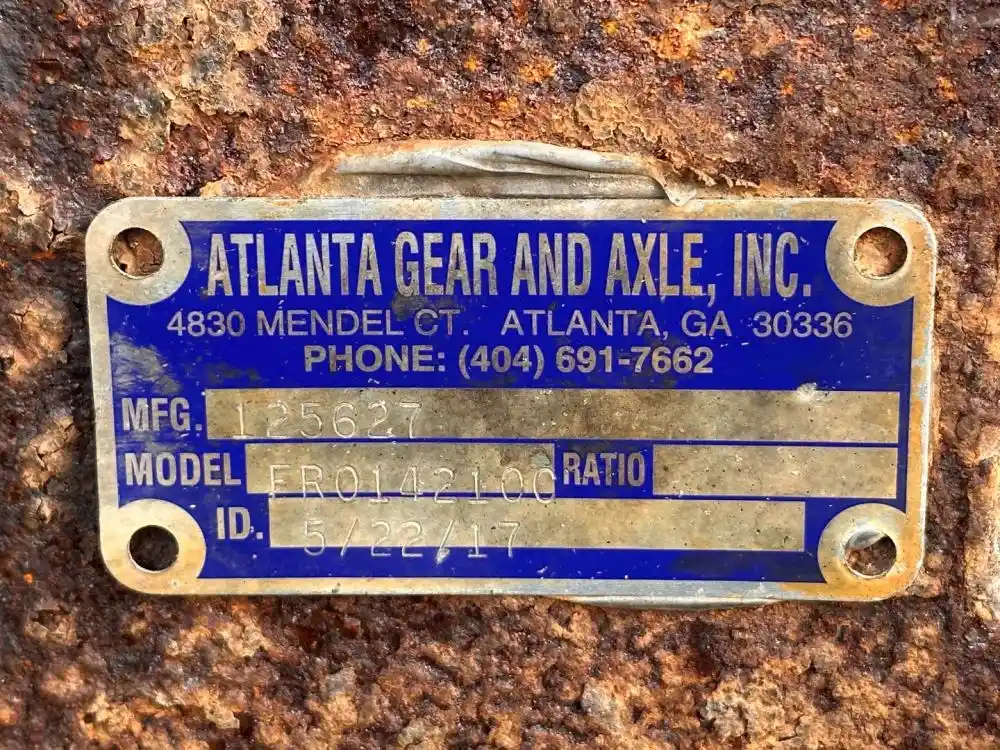 ATLANTA GEAR AND AXLE, INC.
4830 MENDEL CT. ATLANTA, GA 30336
PHONE: (404) 691-7662
MFG. 125627
MODEL FR0142100 RATIO
ID. 5/22/17